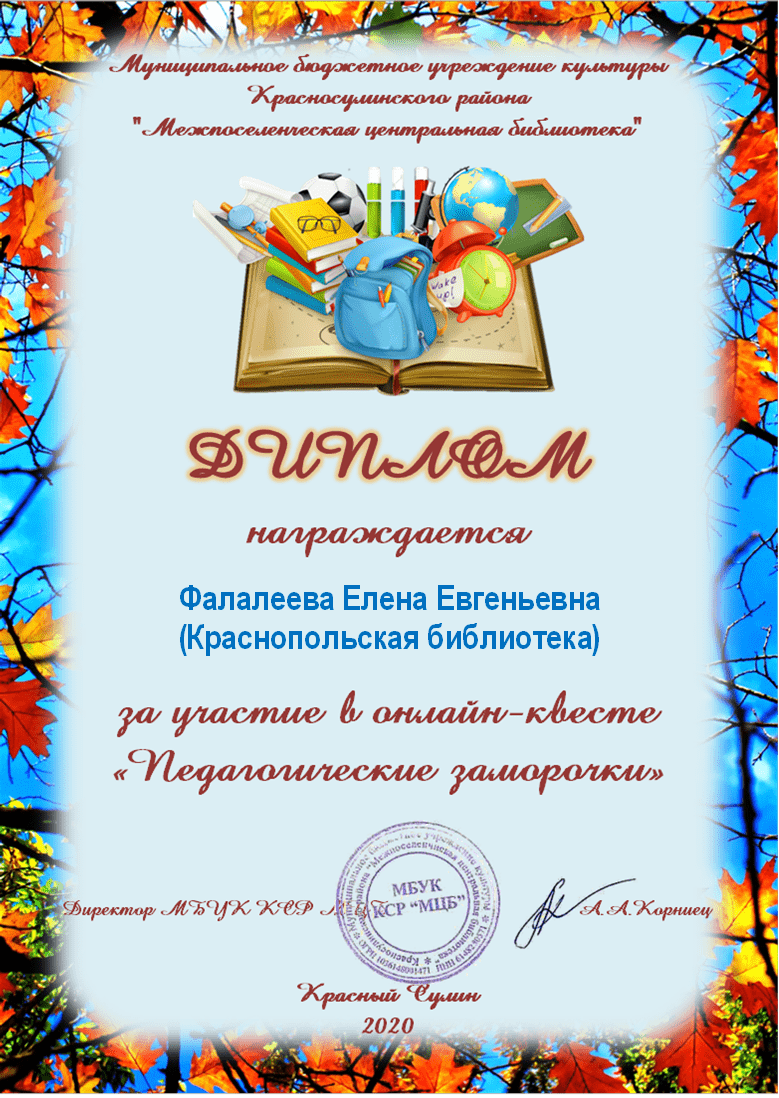 Муниципальное бюджетное учреждение культуры
Красносулинского района
"Межпоселенческая центральная библиотека"
Wake up!
ДИПЛОМ
награждается
Фалалеева Елена Евгеньевна
(Краснопольская библиотека)
за участие в онлайн-квесте
«Педагогические заморочки»
МБУК
КСР "МЦБ"
Директор МБУК КСР МЦБ
А.А.Корниец
Красный Сулин
2020